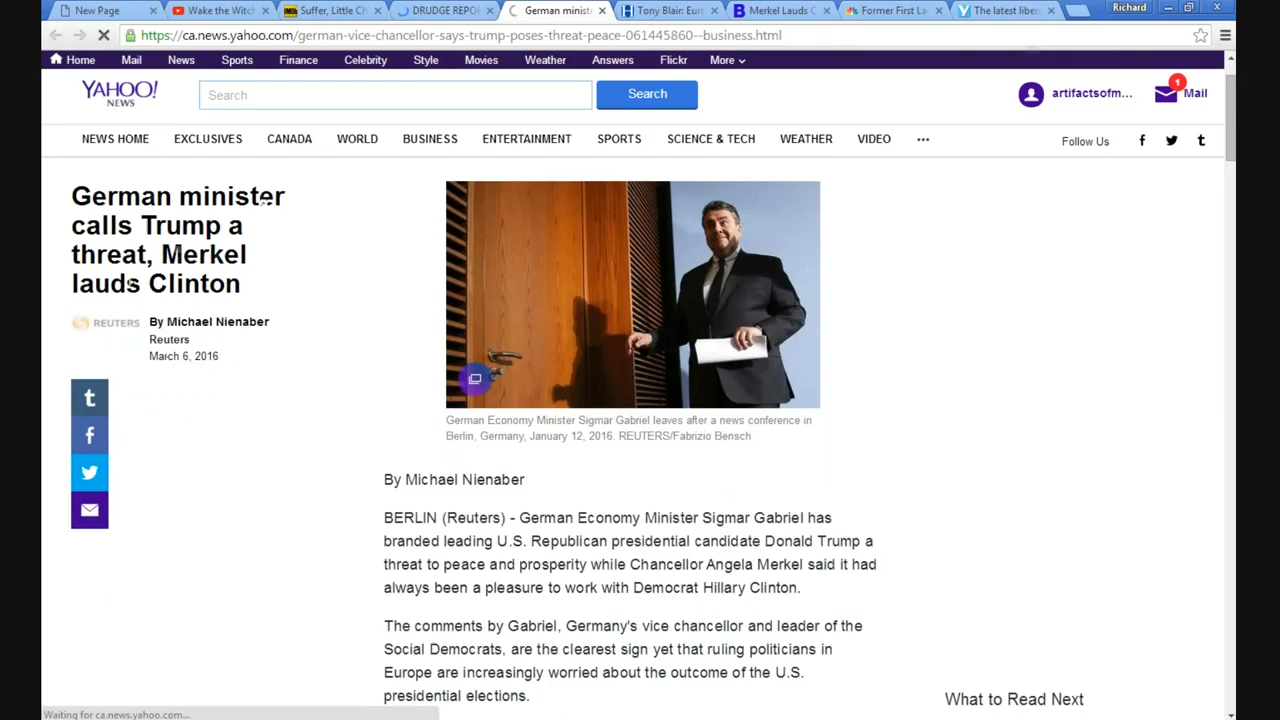 New Page
Wake the Witch
Suffer, Little Ch
DRUDGE REPO
German minist
Tony Blair: Eur
Merkel Lauds C
Former First La
The latest liber
Richard
https://ca.news.yahoo.com/german-vice-chancellor-says-trump-poses-threat-peace-061445860--business.html
Home Mail News Sports Finance Celebrity Style Movies Weather Answers Flickr More
YAHOO!
NEWS
Search
Search
artifactsofm...
1
Mail
NEWS HOME EXCLUSIVES CANADA WORLD BUSINESS ENTERTAINMENT SPORTS SCIENCE & TECH WEATHER VIDEO ...
Follow Us
German minister
calls Trump a
threat, Merkel
lauds Clinton
REUTERS
By Michael Nienaber
Reuters
March 6, 2016
German Economy Minister Sigmar Gabriel leaves after a news conference in
Berlin, Germany, January 12, 2016. REUTERS/Fabrizio Bensch
By Michael Nienaber
BERLIN (Reuters) - German Economy Minister Sigmar Gabriel has
branded leading U.S. Republican presidential candidate Donald Trump a
threat to peace and prosperity while Chancellor Angela Merkel said it had
always been a pleasure to work with Democrat Hillary Clinton.
The comments by Gabriel, Germany's vice chancellor and leader of the
Social Democrats, are the clearest sign yet that ruling politicians in
Europe are increasingly worried about the outcome of the U.S.
presidential elections.
What to Read Next
Waiting for ca.news.yahoo.com...